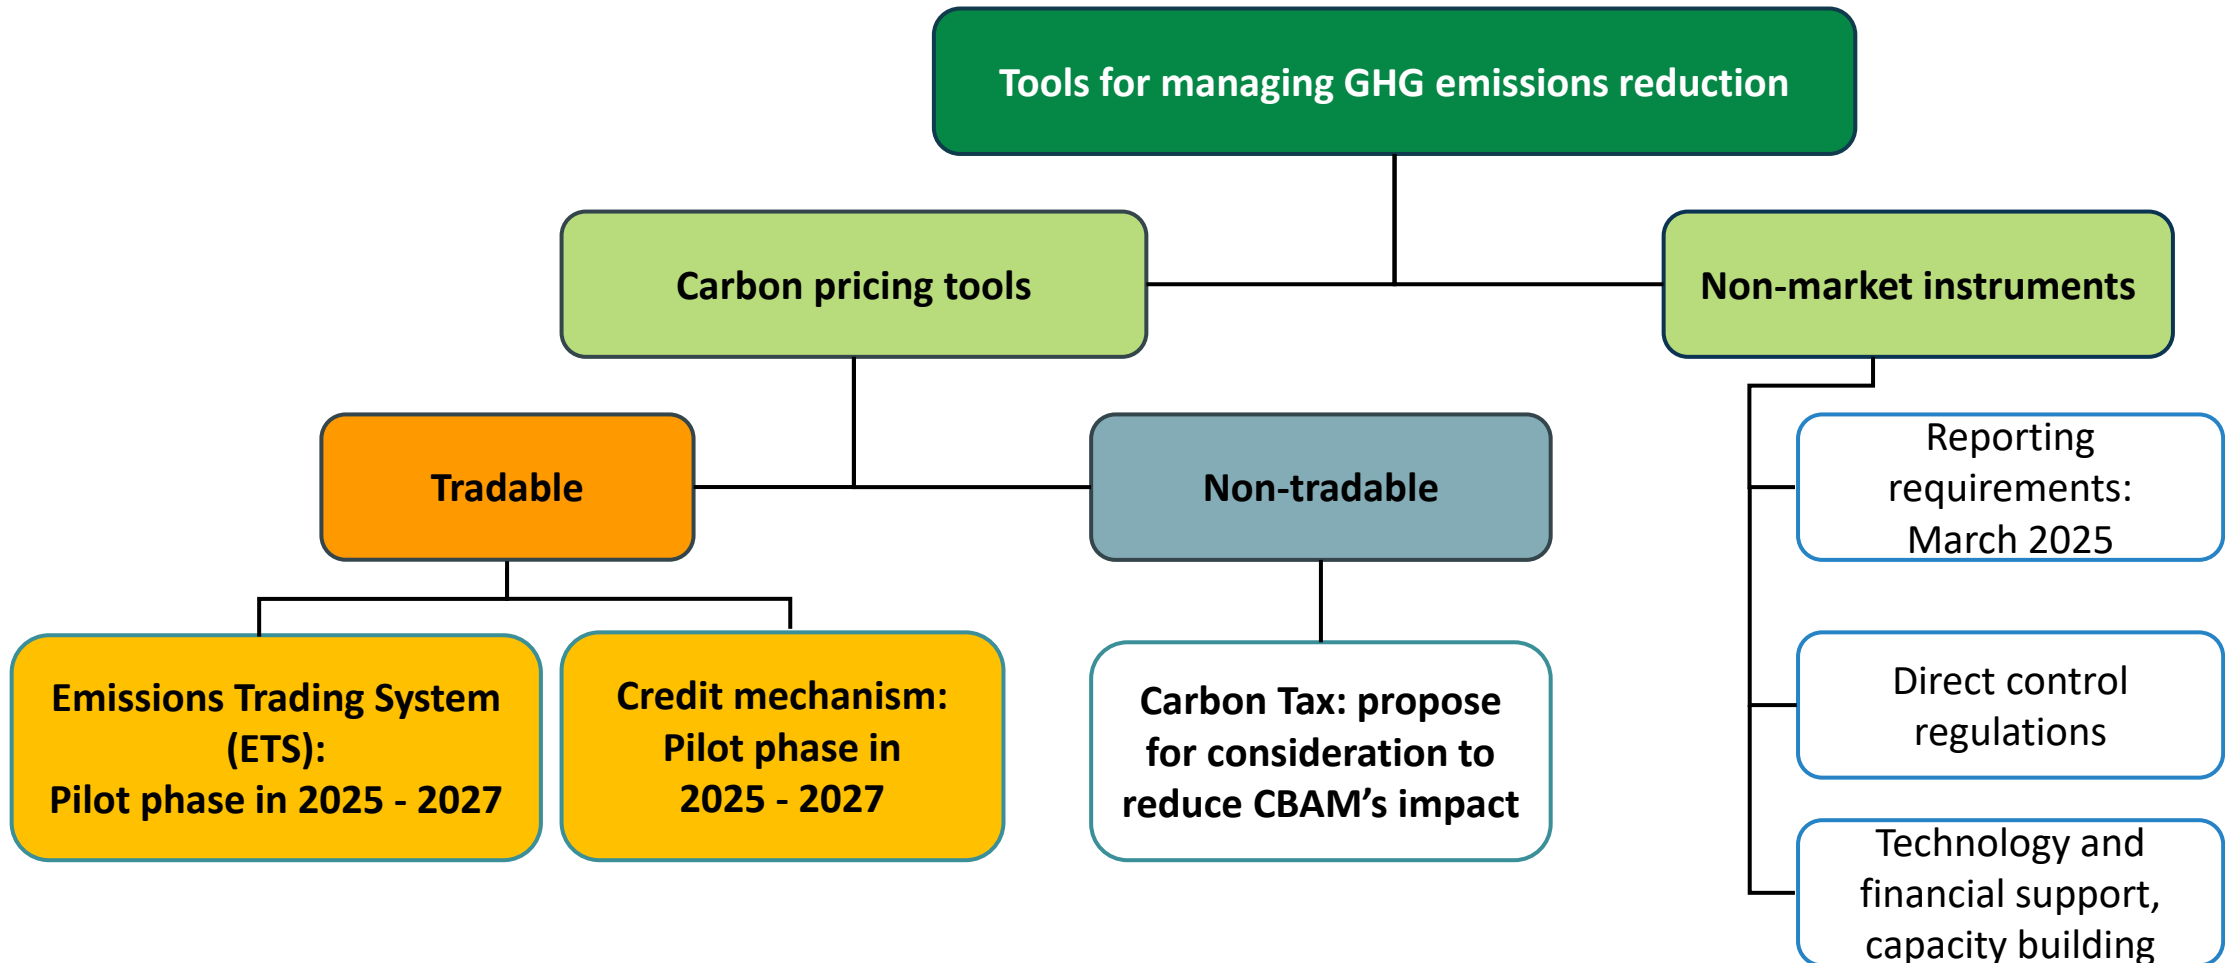 Tools for managing GHG emissions reduction
Carbon pricing tools
Non-market instruments
Tradable
Non-tradable
Reporting
requirements:
March 2025
Emissions Trading System
(ETS):
Pilot phase in 2025 - 2027
Credit mechanism:
Pilot phase in
2025 - 2027
Carbon Tax: propose
for consideration to
reduce CBAM’s impact
Direct control
regulations
Technology and
financial support,
capacity building